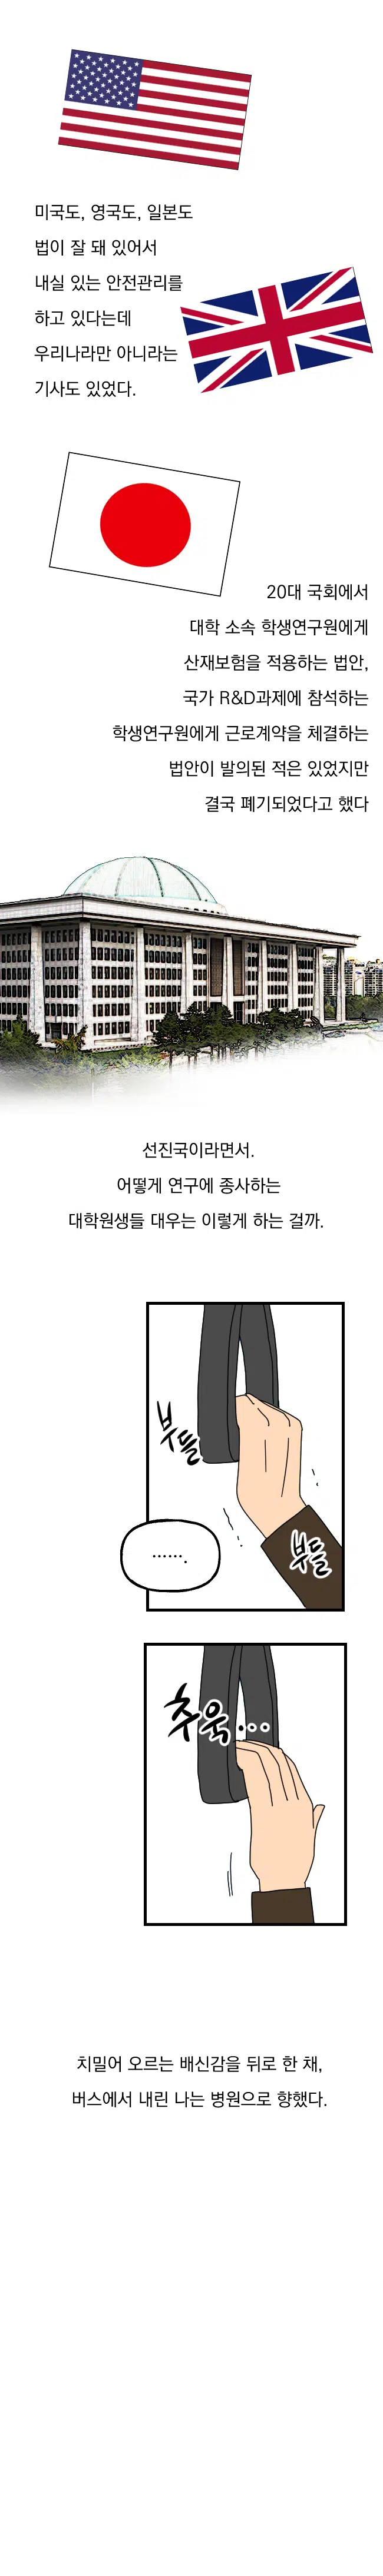 미국도, 영국도, 일본도
법이 잘 돼 있어서
내실 있는 안전관리를
하고 있다는데
우리나라만 아니라는
기사도 있었다.
20대 국회에서
대학 소속 학생연구원에게
산재보험을 적용하는 법안,
국가 R&D과제에 참석하는
학생연구원에게 근로계약을 체결하는
법안이 발의된 적은 있었지만
결국 폐기되었다고 했다
선진국이라면서.
어떻게 연구에 종사하는
대학원생들 대우는 이렇게 하는 걸까.
부들
부들
…….
추욱...
치밀어 오르는 배신감을 뒤로 한 채,
버스에서 내린 나는 병원으로 향했다.